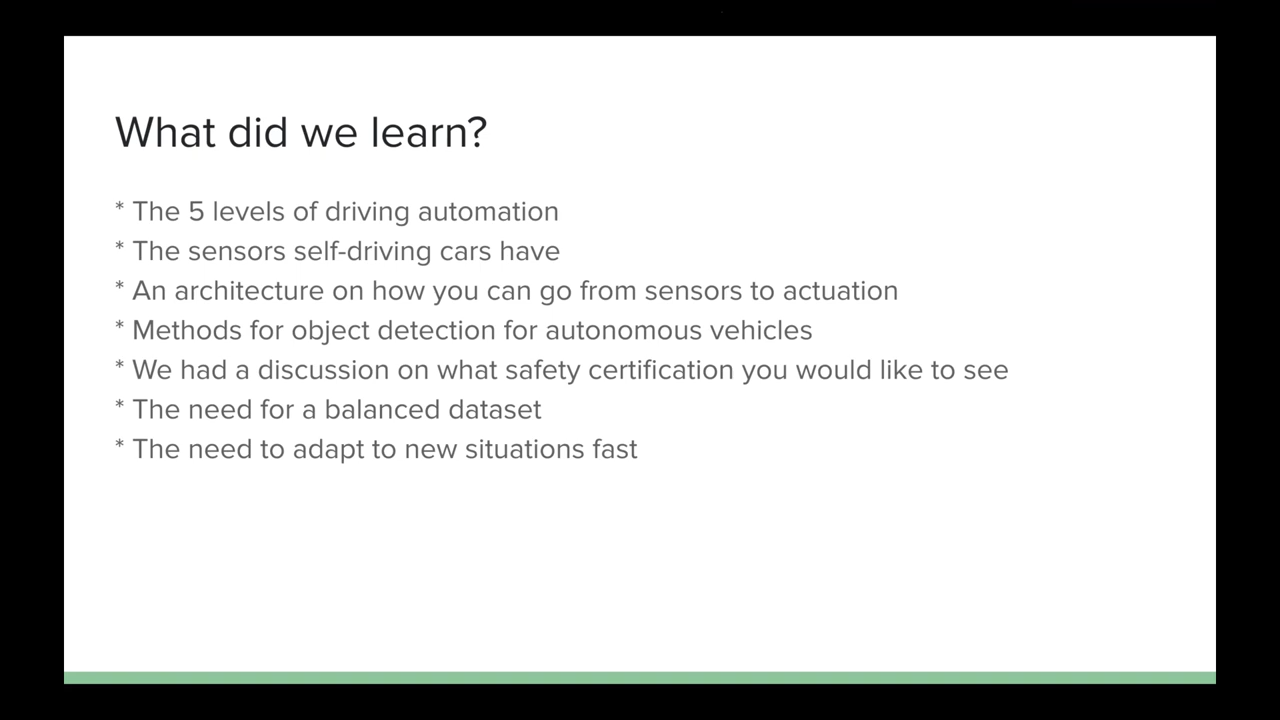 What did we learn?
* The 5 levels of driving automation
* The sensors self-driving cars have
* An architecture on how you can go from sensors to actuation
* Methods for object detection for autonomous vehicles
* We had a discussion on what safety certification you would like to see
* The need for a balanced dataset
* The need to adapt to new situations fast